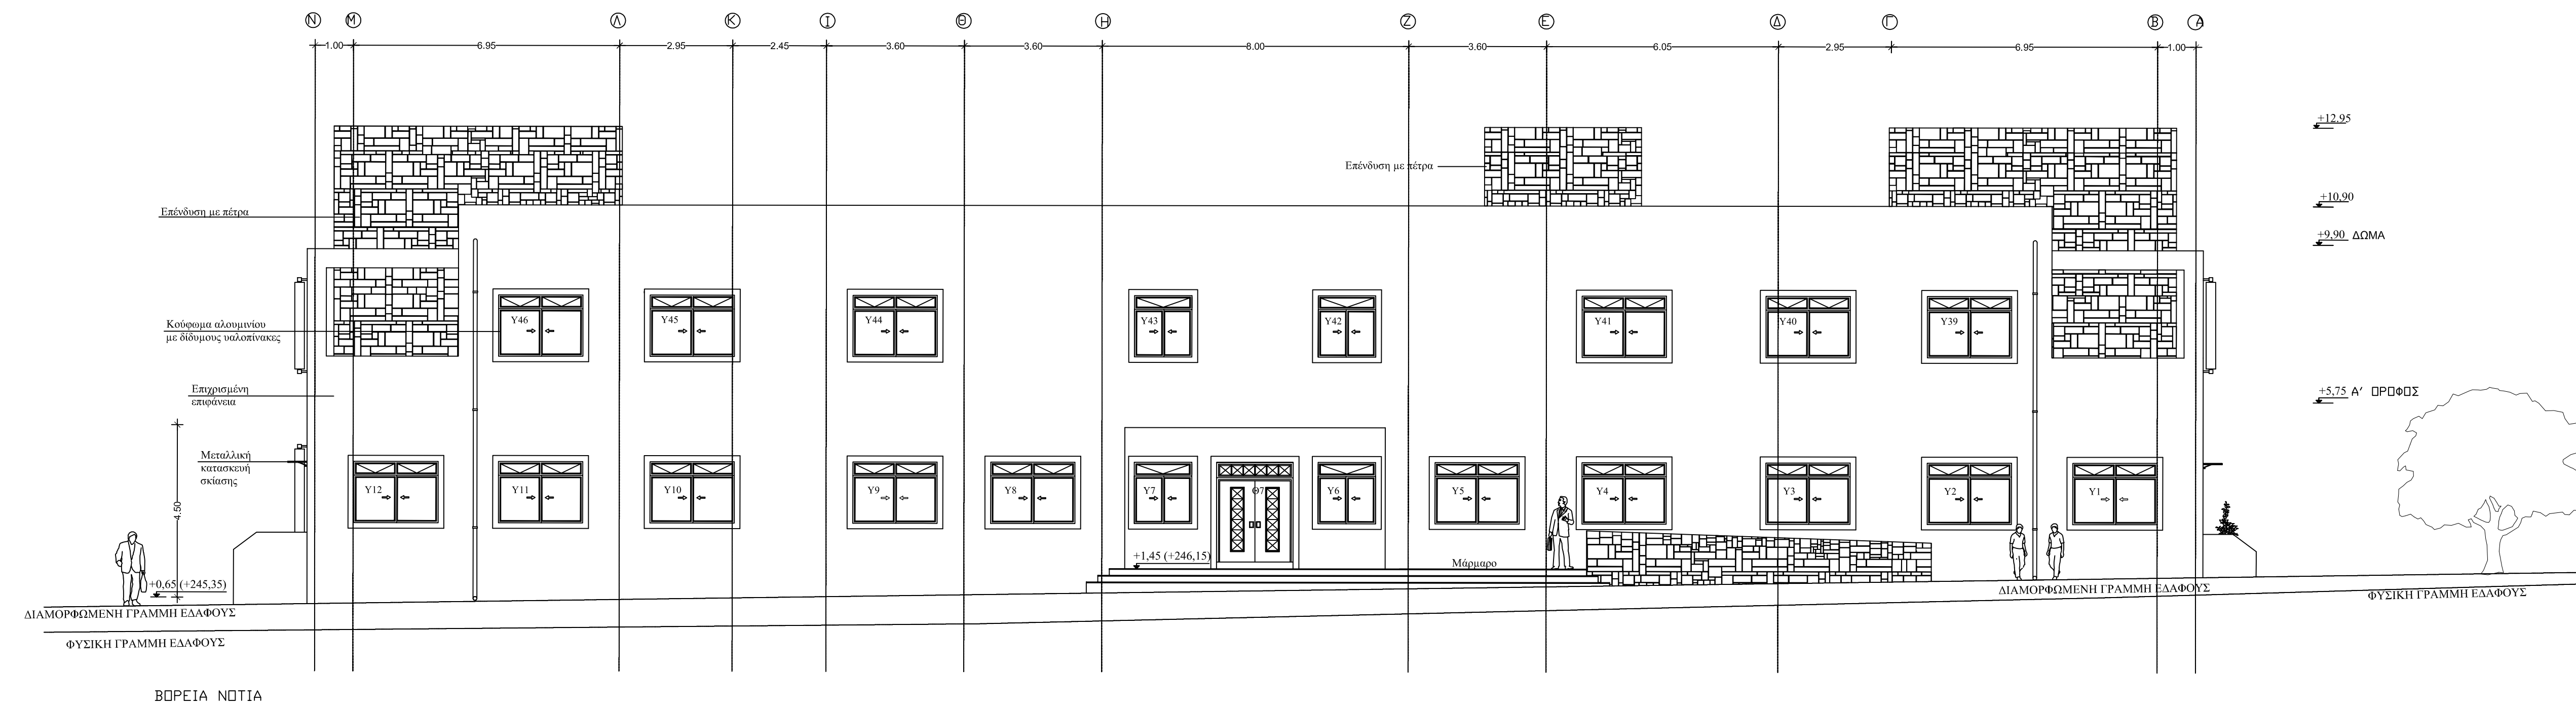 Ν Μ Λ Κ Ι Θ Η Ζ Ε Δ Γ Β Α
1.00 6.95 2.95 2.45 3.60 3.60 8.00 3.60 6.05 2.95 6.95 1.00
+12,95
Επένδυση με πέτρα
+10,90
Επένδυση με πέτρα
+9,90 ΔΩΜΑ
Υ46 Υ45 Υ44 Υ43 Υ42 Υ41 Υ40 Υ39
Κούφωμα αλουμινίου
με δίδυμους υαλοπίνακες
Επιχρισμένη
επιφάνεια
+5,75 Α' ΟΡΟΦΟΣ
Μεταλλική
κατασκευή
σκίασης
Υ12 Υ11 Υ10 Υ9 Υ8 Υ7 Θ7 Υ6 Υ5 Υ4 Υ3 Υ2 Υ1
4.50
+1,45 (+246,15)
Μάρμαρο
+0,65 (+245,35)
ΔΙΑΜΟΡΦΩΜΕΝΗ ΓΡΑΜΜΗ ΕΔΑΦΟΥΣ
ΔΙΑΜΟΡΦΩΜΕΝΗ ΓΡΑΜΜΗ ΕΔΑΦΟΥΣ
ΦΥΣΙΚΗ ΓΡΑΜΜΗ ΕΔΑΦΟΥΣ
ΦΥΣΙΚΗ ΓΡΑΜΜΗ ΕΔΑΦΟΥΣ
ΒΟΡΕΙΑ ΝΟΤΙΑ